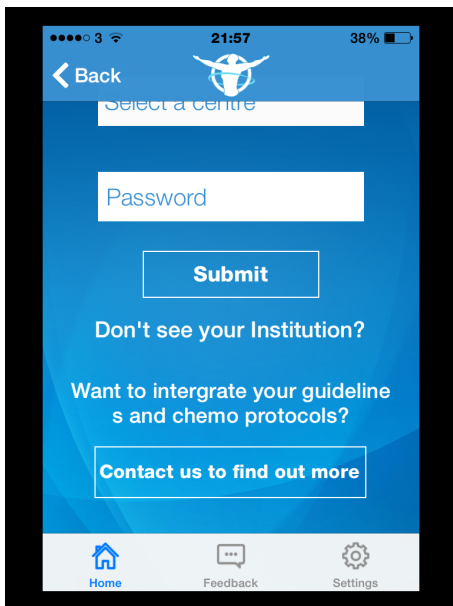 3 21:57 38%
Back
Select a centre
Password
Submit
Don't see your Institution?
Want to intergrate your guideline
s and chemo protocols?
Contact us to find out more
Home Feedback Settings